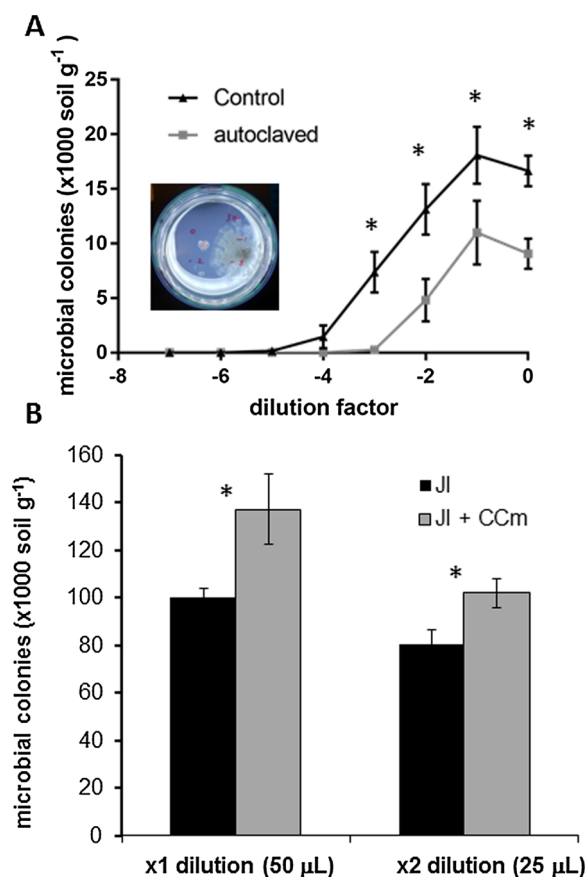 A
microbial colonies (x1000 soil g-1)
25
20
15
10
5
0
Control
autoclaved
*
*
*
*
-8
-6
-4
-2
0
dilution factor
B
microbial colonies (x1000 soil g-1)
160
140
120
100
80
60
40
20
0
*
*
JI
JI + CCm
x1 dilution (50 µL)
x2 dilution (25 µL)